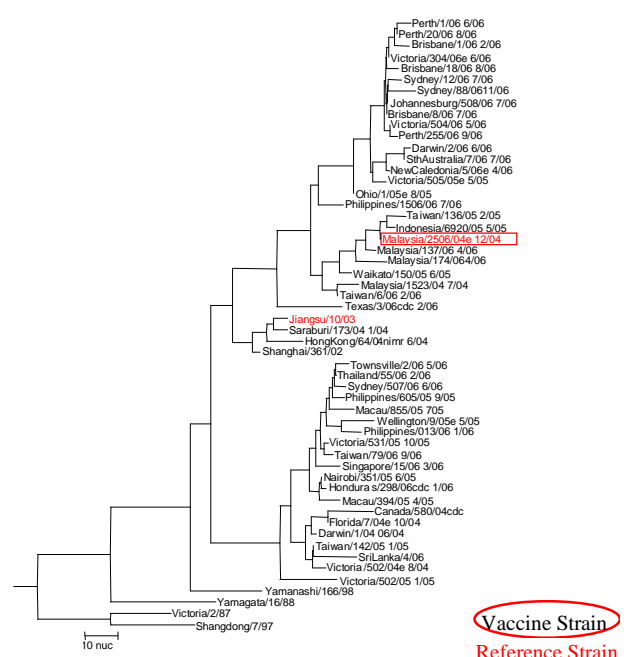 Perth/1/06 6/06
Perth/20/06 8/06
Brisbane/1/06 2/06
Victoria/304/06e 6/06
Brisbane/18/06 8/06
Sydney/12/06 7/06
Sydney/88/0611/06
Johannesburg/508/06 7/06
Brisbane/8/06 7/06
Victoria/504/06 5/06
Perth/255/06 9/06
Darwin/2/06 6/06
SthAustralia/7/06 7/06
NewCaledonia/5/06e 4/06
Victoria/505/05e 5/05
Ohio/1/05e 8/05
Philippines/1506/06 7/06
Taiwan/136/05 2/05
Indonesia/6920/05 5/05
Malaysia/2506/04e 12/04
Malaysia/137/06 4/06
Malaysia/174/064/06
Waikato/150/05 6/05
Malaysia/1523/04 7/04
Taiwan/6/06 2/06
Texas/3/06cdc 2/06
Jiangsu/10/03
Saraburi/173/04 1/04
HongKong/64/04nimr 6/04
Shanghai/361/02
Townsville/2/06 5/06
Thailand/55/06 2/06
Sydney/507/06 6/06
Philippines/605/05 9/05
Macau/855/05 705
Wellington/9/05e 5/05
Philippines/013/06 1/06
Victoria/531/05 10/05
Taiwan/79/06 9/06
Singapore/15/06 3/06
Nairobi/351/05 6/05
Honduras/298/06cdc 1/06
Macau/394/05 4/05
Canada/580/04cdc
Florida/7/04e 10/04
Darwin/1/04 06/04
Taiwan/142/05 1/05
SriLanka/4/06
Victoria/502/04e 8/04
Victoria/502/05 1/05
Yamanashi/166/98
Yamagata/16/88
Victoria/2/87
Shangdong/7/97
10 nuc
Vaccine Strain
Reference Strain